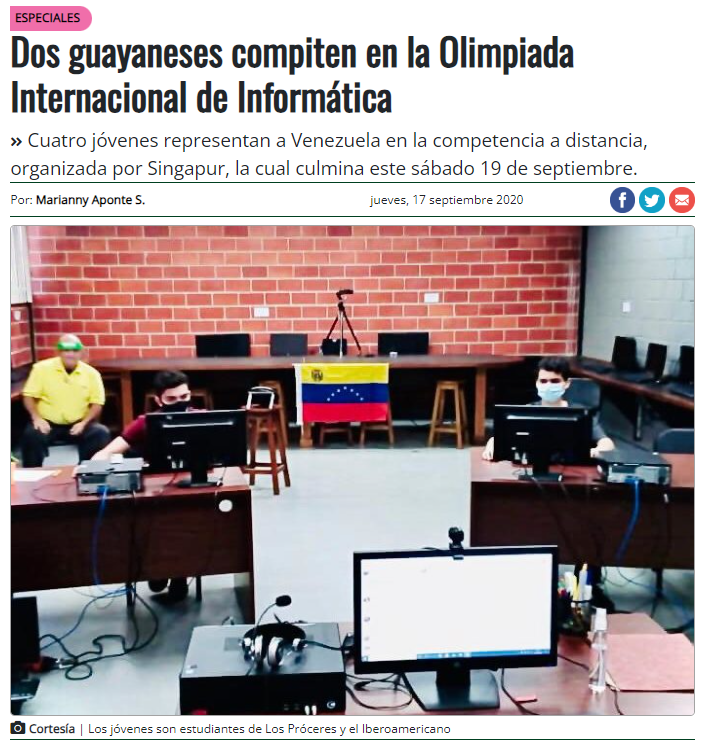 ESPECIALES
Dos guayaneses compiten en la Olimpiada
Internacional de Informática
» Cuatro jóvenes representan a Venezuela en la competencia a distancia,
organizada por Singapur, la cual culmina este sábado 19 de septiembre.
Por: Marianny Aponte S. jueves, 17 septiembre 2020
Cortesía | Los jóvenes son estudiantes de Los Próceres y el Iberoamericano